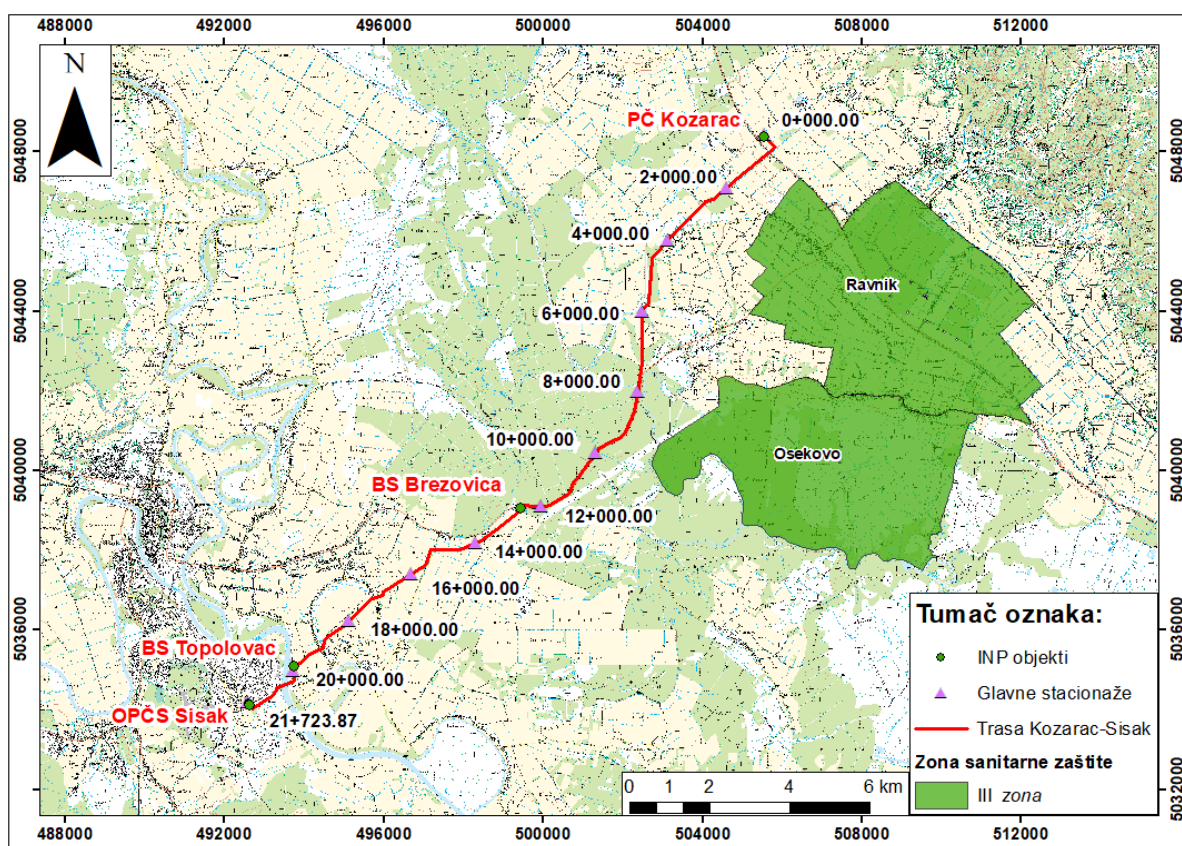 488000 492000 496000 500000 504000 508000 512000
N
PČ Kozarac
0+000.00
5048000 5048000
2+000.00
4+000.00
Ravnik
5044000 5044000
6+000.00
8+000.00
10+000.00
Osekovo
5040000 5040000
BS Brezovica
12+000.00
14+000.00
16+000.00
5036000 5036000
18+000.00
BS Topolovac
20+000.00
OPČS Sisak
21+723.87
5032000 5032000
Tumač oznaka:
INP objekti
Glavne stacionaže
Trasa Kozarac-Sisak
Zona sanitarne zaštite
III zona
0 1 2 4 6 km
488000 492000 496000 500000 504000 508000 512000